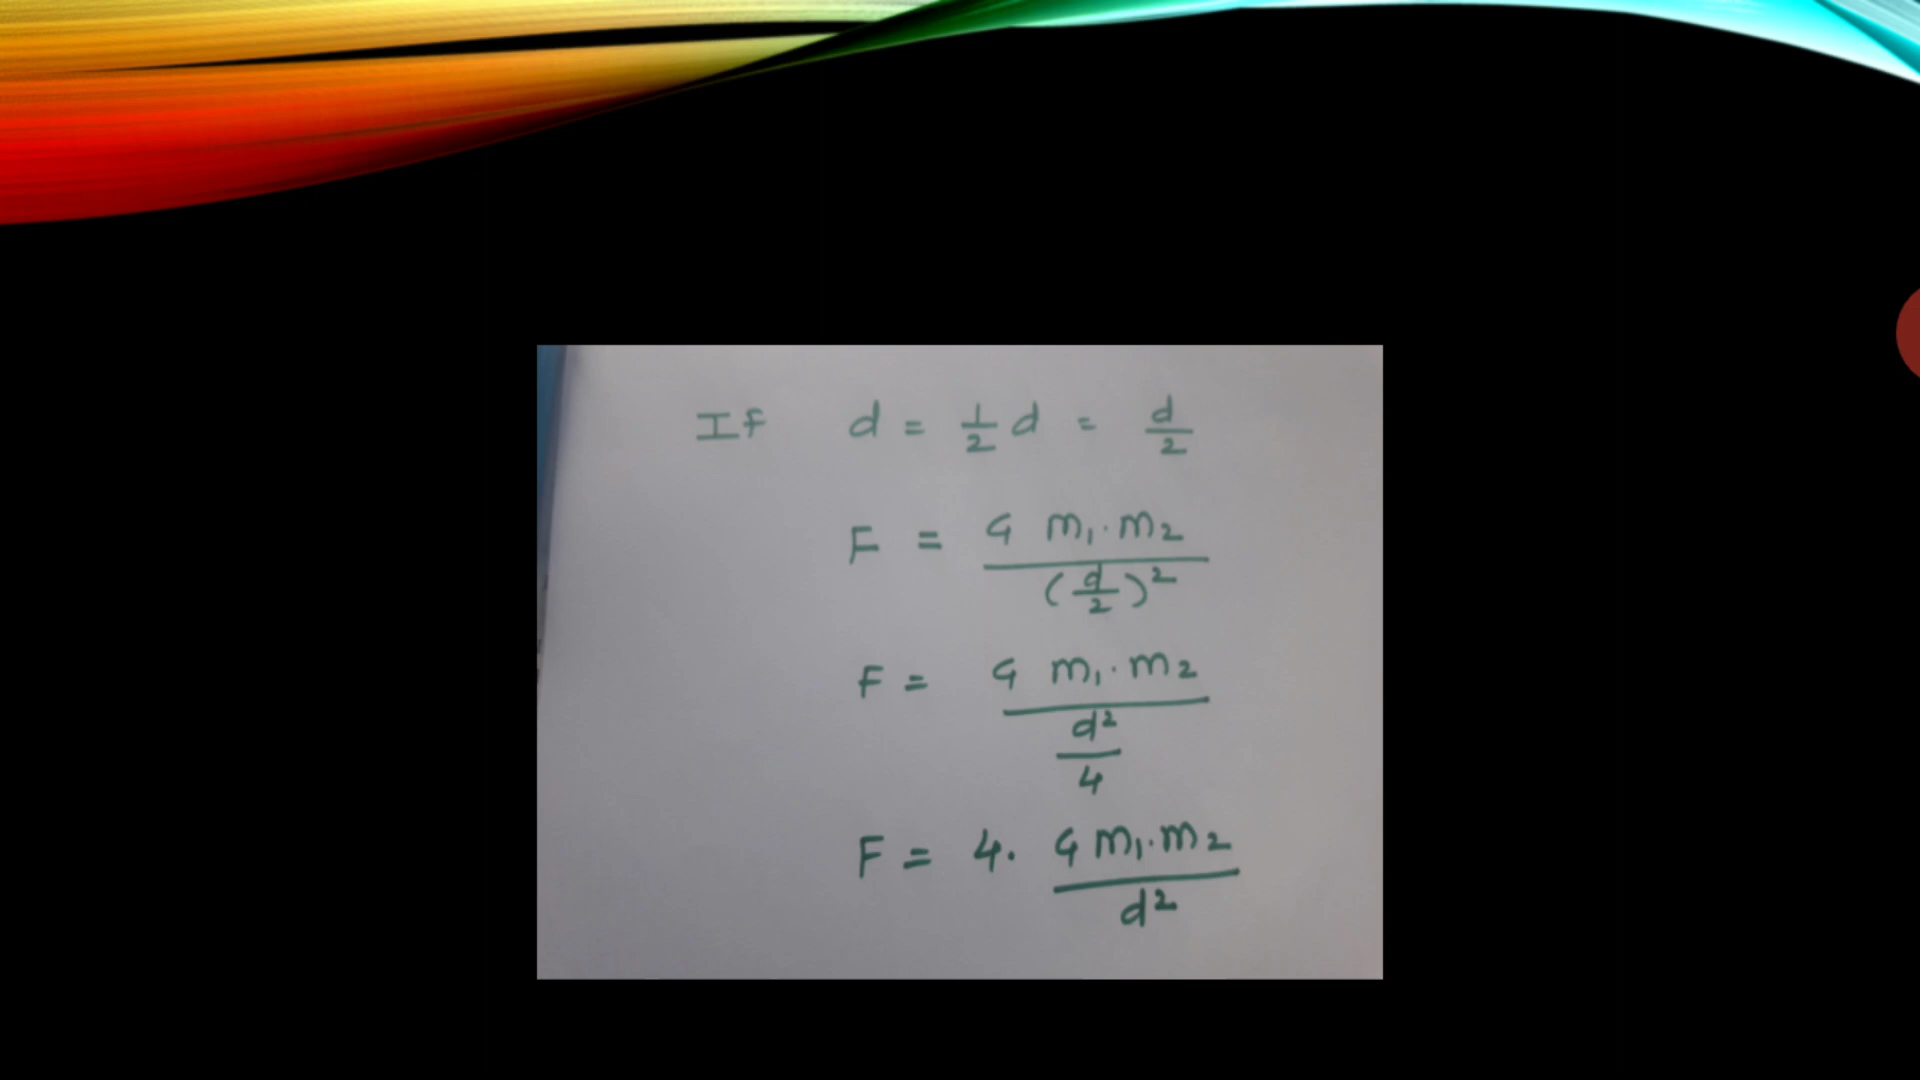 If d = 1/2 d = d/2
F = G m₁·m₂ / (d/2)²
F = G m₁·m₂ / d²/4
F = 4· G m₁·m₂ / d²